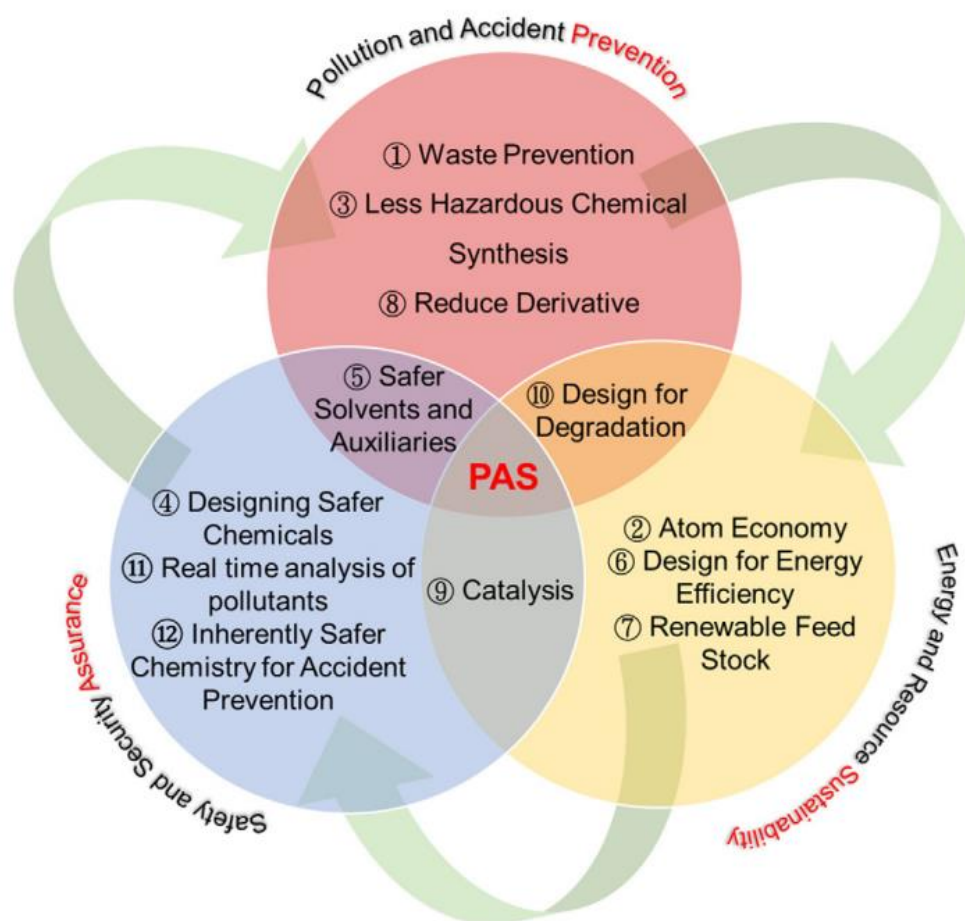 Pollution and Accident Prevention
① Waste Prevention
③ Less Hazardous Chemical
Synthesis
⑧ Reduce Derivative
⑤ Safer
Solvents and
Auxiliaries
⑩ Design for
Degradation
PAS
④ Designing Safer
Chemicals
⑪ Real time analysis of
pollutants
⑫ Inherently Safer
Chemistry for Accident
Prevention
⑨ Catalysis
② Atom Economy
⑥ Design for Energy
Efficiency
⑦ Renewable Feed
Stock
Safety and Security Assurance
Energy and Resource Sustainability